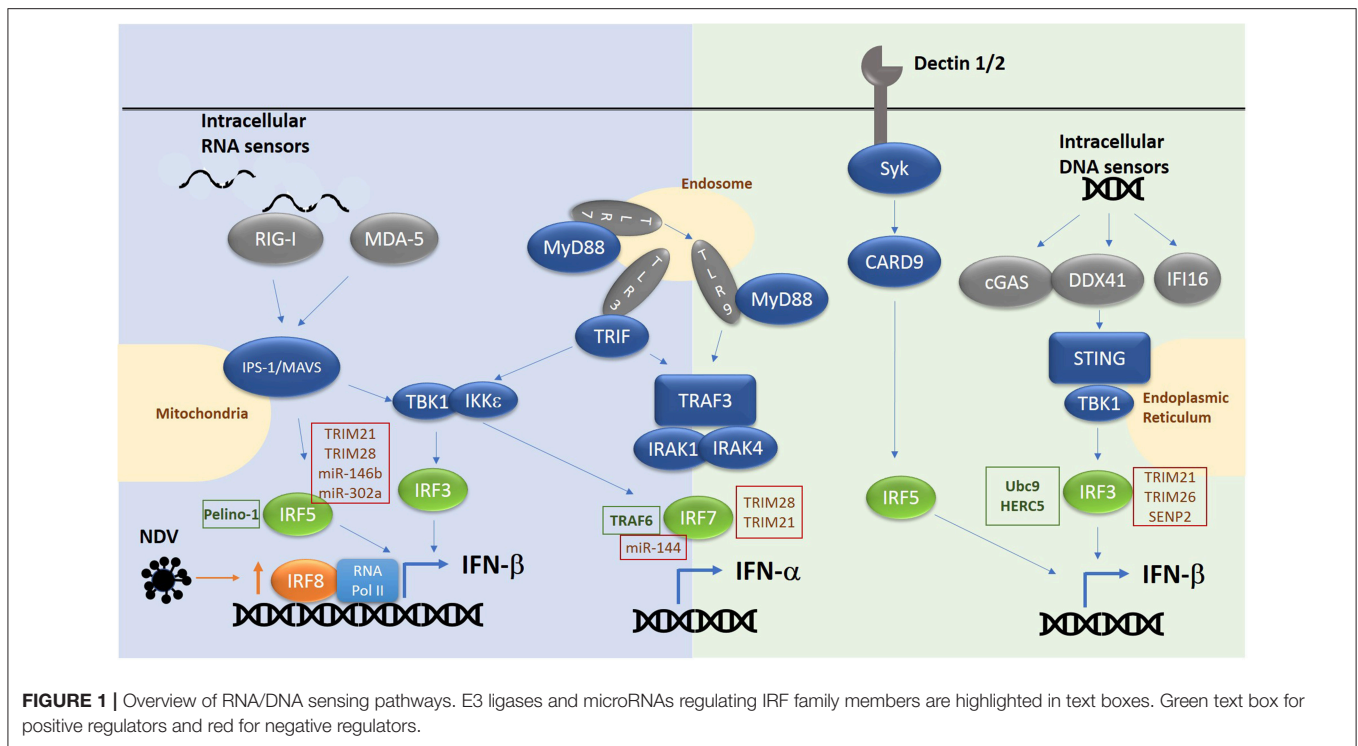 Dectin 1/2
Intracellular
RNA sensors
Intracellular
DNA sensors
Endosome
Syk
RIG-I
MDA-5
TLR7
MyD88
TLR3
TLR9
MyD88
CARD9
cGAS
DDX41
IFI16
TRIF
IPS-1/MAVS
STING
Mitochondria
TBK1
IKKε
TRAF3
TBK1
Endoplasmic
Reticulum
TRIM21
TRIM28
miR-146b
miR-302a
IRAK1
IRAK4
IRF3
IRF5
Ubc9
HERC5
IRF3
TRIM21
TRIM26
SENP2
Pelino-1
IRF5
TRAF6
IRF7
TRIM28
TRIM21
miR-144
NDV
IRF8
RNA
Pol II
IFN-β
IFN-α
IFN-β
FIGURE 1 | Overview of RNA/DNA sensing pathways. E3 ligases and microRNAs regulating IRF family members are highlighted in text boxes. Green text box for
positive regulators and red for negative regulators.